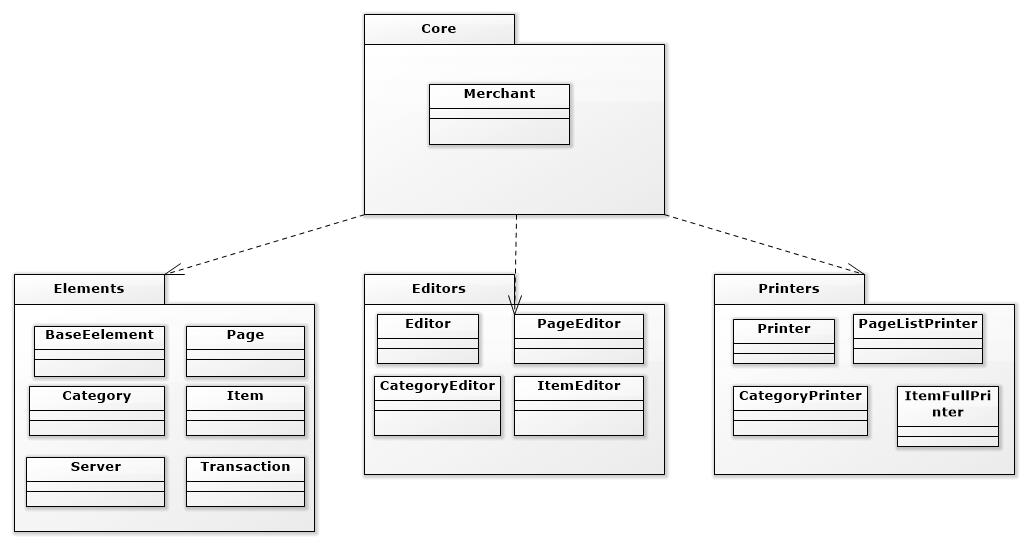 Core
Merchant
Elements
BaseEelement
Page
Category
Item
Server
Transaction
Editors
Editor
PageEditor
CategoryEditor
ItemEditor
Printers
Printer
PageListPrinter
CategoryPrinter
ItemFullPri
nter